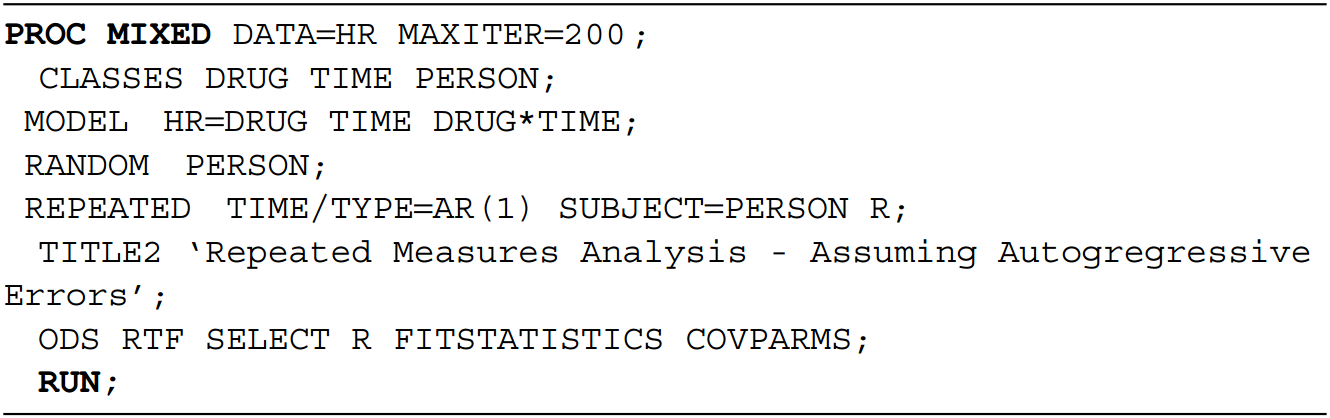 PROC MIXED DATA=HR MAXITER=200;
CLASSES DRUG TIME PERSON;
MODEL HR=DRUG TIME DRUG*TIME;
RANDOM PERSON;
REPEATED TIME/TYPE=AR(1) SUBJECT=PERSON R;
TITLE2 ‘Repeated Measures Analysis - Assuming Autogregressive
Errors’;
ODS RTF SELECT R FITSTATISTICS COVPARMS;
RUN;